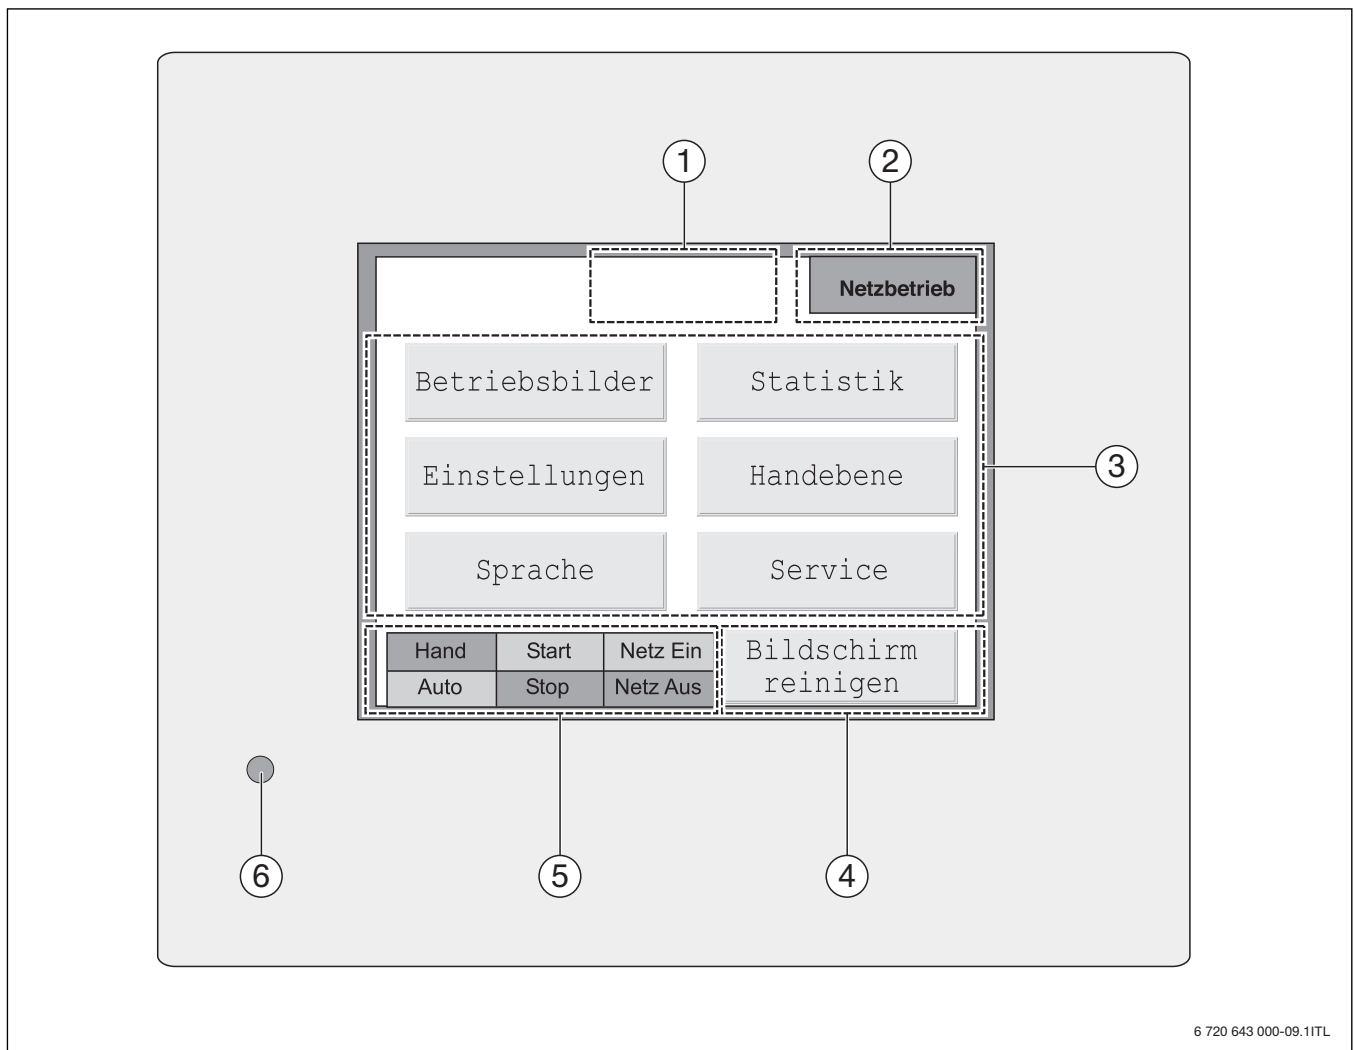 1 2
Netzbetrieb
Betriebsbilder Statistik
3
Einstellungen Handebene
Sprache Service
Hand Start Netz Ein
Auto Stop Netz Aus
Bildschirm
reinigen
6 5 4
6 720 643 000-09.1ITL